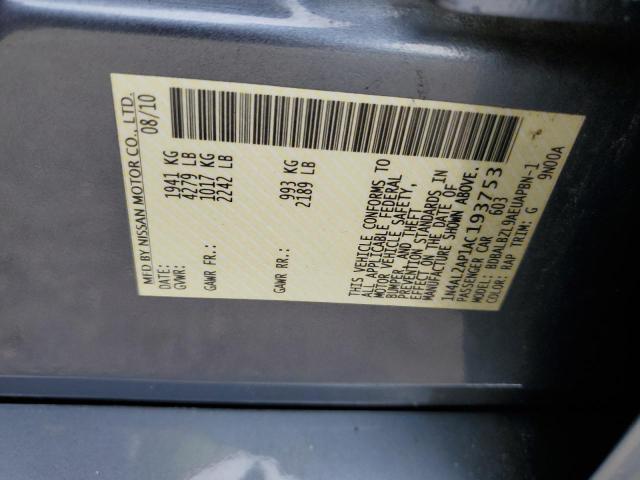 MFD BY NISSAN MOTOR CO., LTD.
DATE: 08/10
GVWR: 1941 KG
4279 LB
GAWR FR.: 1017 KG
2242 LB
GAWR RR.: 993 KG
2189 LB
THIS VEHICLE CONFORMS TO
ALL APPLICABLE FEDERAL
MOTOR VEHICLE SAFETY,
BUMPER, AND THEFT
PREVENTION STANDARDS IN
EFFECT ON THE DATE OF
MANUFACTURE SHOWN ABOVE.
1N4AL2AP1AC193753
PASSENGER CAR 603
MODEL: BDBALBZL9AEUAPBN-1
COLOR: RAP TRIM: G 9N00A